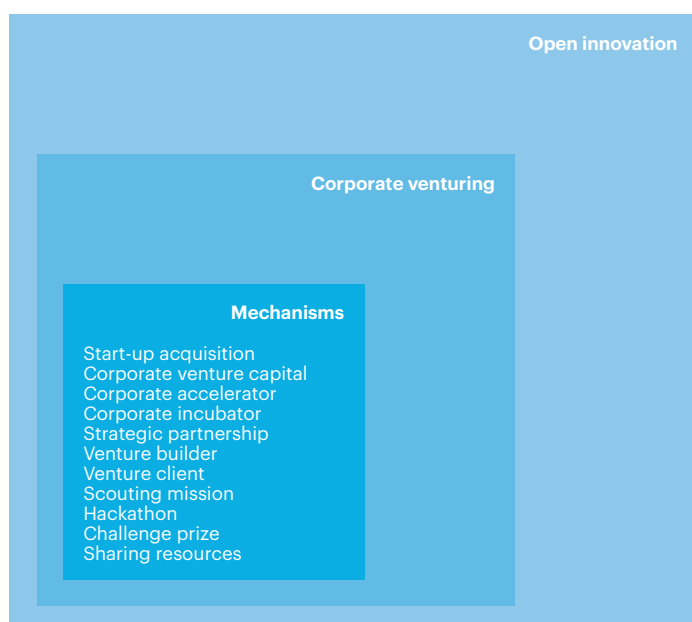 Open innovation
Corporate venturing
Mechanisms
Start-up acquisition
Corporate venture capital
Corporate accelerator
Corporate incubator
Strategic partnership
Venture builder
Venture client
Scouting mission
Hackathon
Challenge prize
Sharing resources